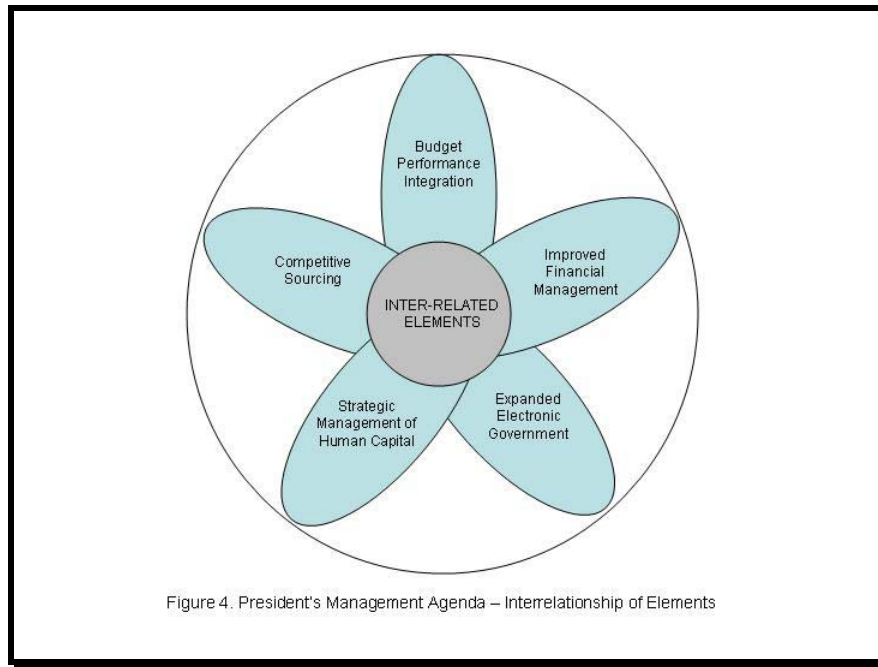 Budget
Performance
Integration
Competitive
Sourcing
Improved
Financial
Management
INTER-RELATED
ELEMENTS
Strategic
Management of
Human Capital
Expanded
Electronic
Government
Figure 4. President's Management Agenda – Interrelationship of Elements